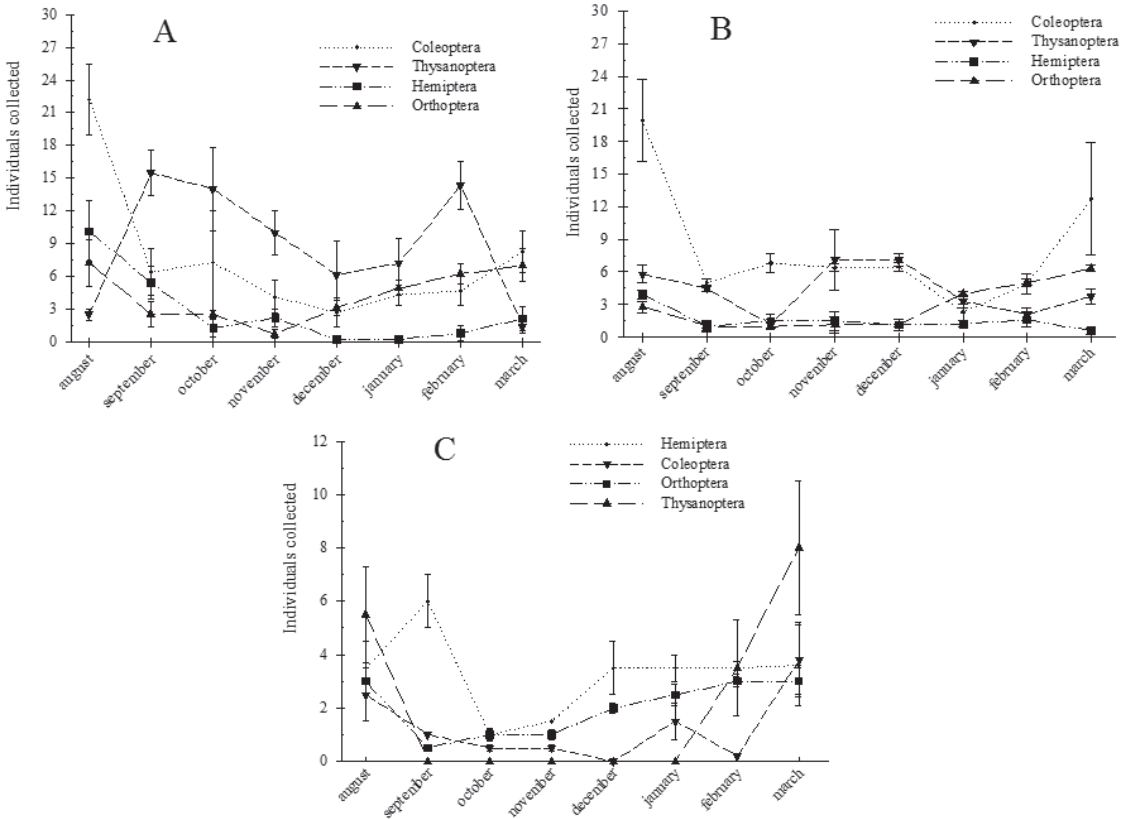 A
Individuals collected
30
27
24
21
18
15
12
9
6
3
0
Coleoptera
Thysanoptera
Hemiptera
Orthoptera
august
september
october
november
december
january
february
march
B
Individuals collected
30
27
24
21
18
15
12
9
6
3
0
Coleoptera
Thysanoptera
Hemiptera
Orthoptera
august
september
october
november
december
january
february
march
C
Individuals collected
12
10
8
6
4
2
0
Hemiptera
Coleoptera
Orthoptera
Thysanoptera
august
september
october
november
december
january
february
march